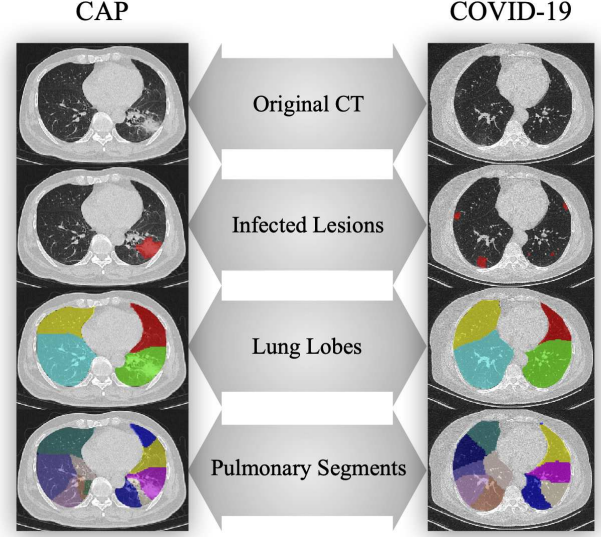 CAP
COVID-19
Original CT
Infected Lesions
Lung Lobes
Pulmonary Segments